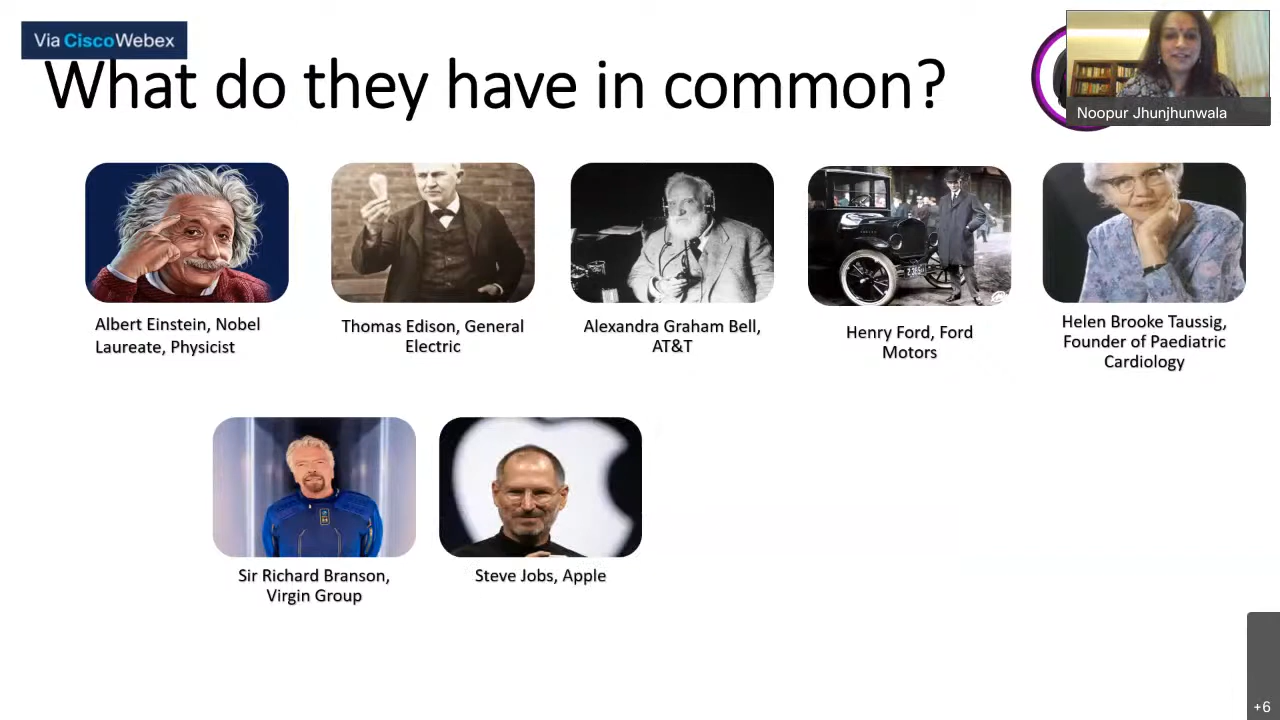 Via Cisco Webex
What do they have in common?
Noopur Jhunjhunwala
Albert Einstein, Nobel
Laureate, Physicist
Thomas Edison, General
Electric
Alexandra Graham Bell,
AT&T
Henry Ford, Ford
Motors
Helen Brooke Taussig,
Founder of Paediatric
Cardiology
Sir Richard Branson,
Virgin Group
Steve Jobs, Apple
+6